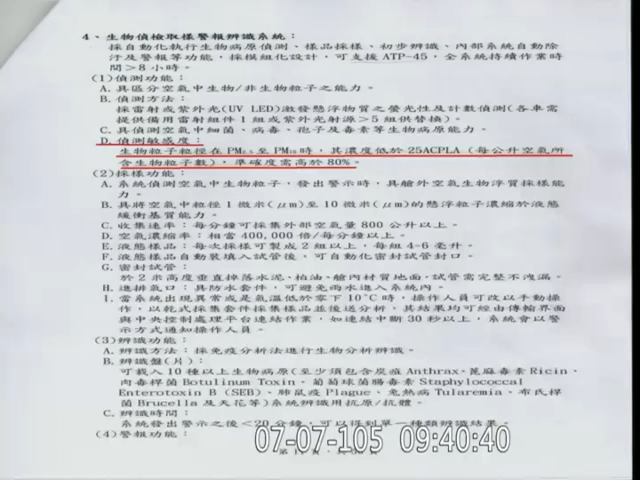 4、生物偵檢取樣警報辨識系統：
採自動化執行生物病原偵測、樣品採樣、初步辨識、內部系統自動除
汙及警報等功能，採模組化設計，可支援ATP-45，全系統持續作業時
間>8小時。
(1)偵測功能：
A.具區分空氣中生物/非生物粒子之能力。
B.偵測方法：
採雷射或紫外光(UV LED)激發懸浮物質之螢光性及計數偵測(各車需
提供備用雷射組件1組或紫外光射源>5組供替換)。
C.具偵測空氣中細菌、病毒、孢子及毒素等生物病原能力。
D.偵測敏感度：
生物粒子粒徑在PM2.5至PM10時，其濃度低於25ACPLA(每公升空氣所
含生物粒子數)，準確度需高於80%。
(2)採樣功能：
A.系統偵測空氣中生物粒子，發出警示時，具艙外空氣生物浮質採樣能
力。
B.具將空氣中粒徑1微米(μm)至10微米(μm)的懸浮粒子濃縮於液態
緩衝基質能力。
C.收集速率：每分鐘可採集外部空氣量800公升以上。
D.空氣濃縮率：相當400,000倍/每分鐘以上。
E.液態樣品：每次採樣可製成2組以上，每組4-6毫升。
F.液態樣品自動裝填入試管後，可自動化密封試管封口。
G.密封試管：
於2米高度垂直掉落水泥、柏油、艙內材質地面，試管需完整不洩漏。
H.進排氣口：具防水套件，可避免雨水進入系統內。
I.當系統出現異常或是氣溫低於零下10°C時，操作人員可改以手動操
作，以乾式採集套件採集樣品並後送分析，其結果均可經由傳輸界面
與中央控制處理平台連結作業，如連結中斷30秒以上，系統會以警
示方式通知操作人員。
(3)辨識功能：
A.辨識方法：採免疫分析法進行生物分析辨識。
B.辨識盤(片)：
可載入10種以上生物病原(至少須包含炭疽Anthrax、蓖麻毒素Ricin、
肉毒桿菌Botulinum Toxin、葡萄球菌腸毒素Staphylococcal
Enterotoxin B (SEB)、肺鼠疫Plague、兔熱病Tularemia、布氏桿
菌Brucella及天花等)系統辨識用抗原/抗體。
C.辨識時間：
系統發出警示之後<20分鐘，可以得到單一種類辨識結果。
(4)警報功能：
07-07-105 09:40:40